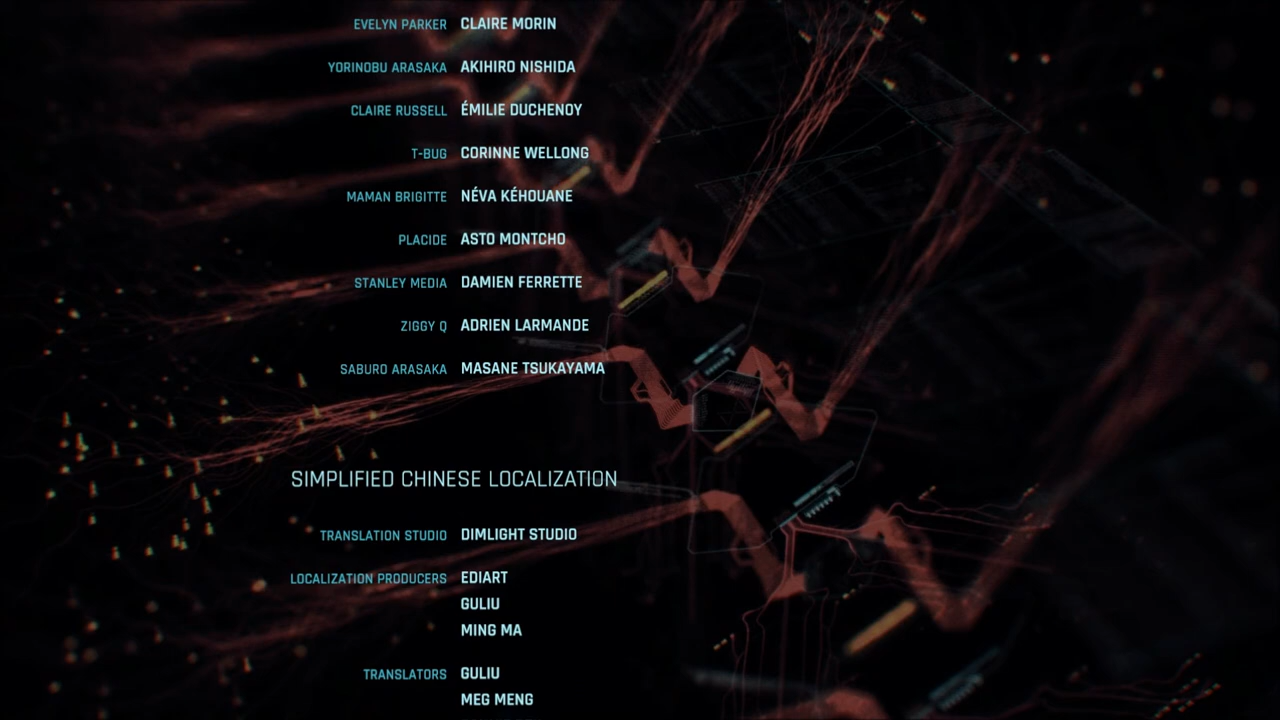 EVELYN PARKER CLAIRE MORIN
YORINOBU ARASAKA AKIHIRO NISHIDA
CLAIRE RUSSELL ÉMILIE DUCHENOY
T-BUG CORINNE WELLONG
MAMAN BRIGITTE NÉVA KÉHOUANE
PLACIDE ASTO MONTCHO
STANLEY MEDIA DAMIEN FERRETTE
ZIGGY Q ADRIEN LARMANDE
SABURO ARASAKA MASANE TSUKAYAMA
SIMPLIFIED CHINESE LOCALIZATION
TRANSLATION STUDIO DIMLIGHT STUDIO
LOCALIZATION PRODUCERS EDIART
GULIU
MING MA
TRANSLATORS GULIU
MEG MENG